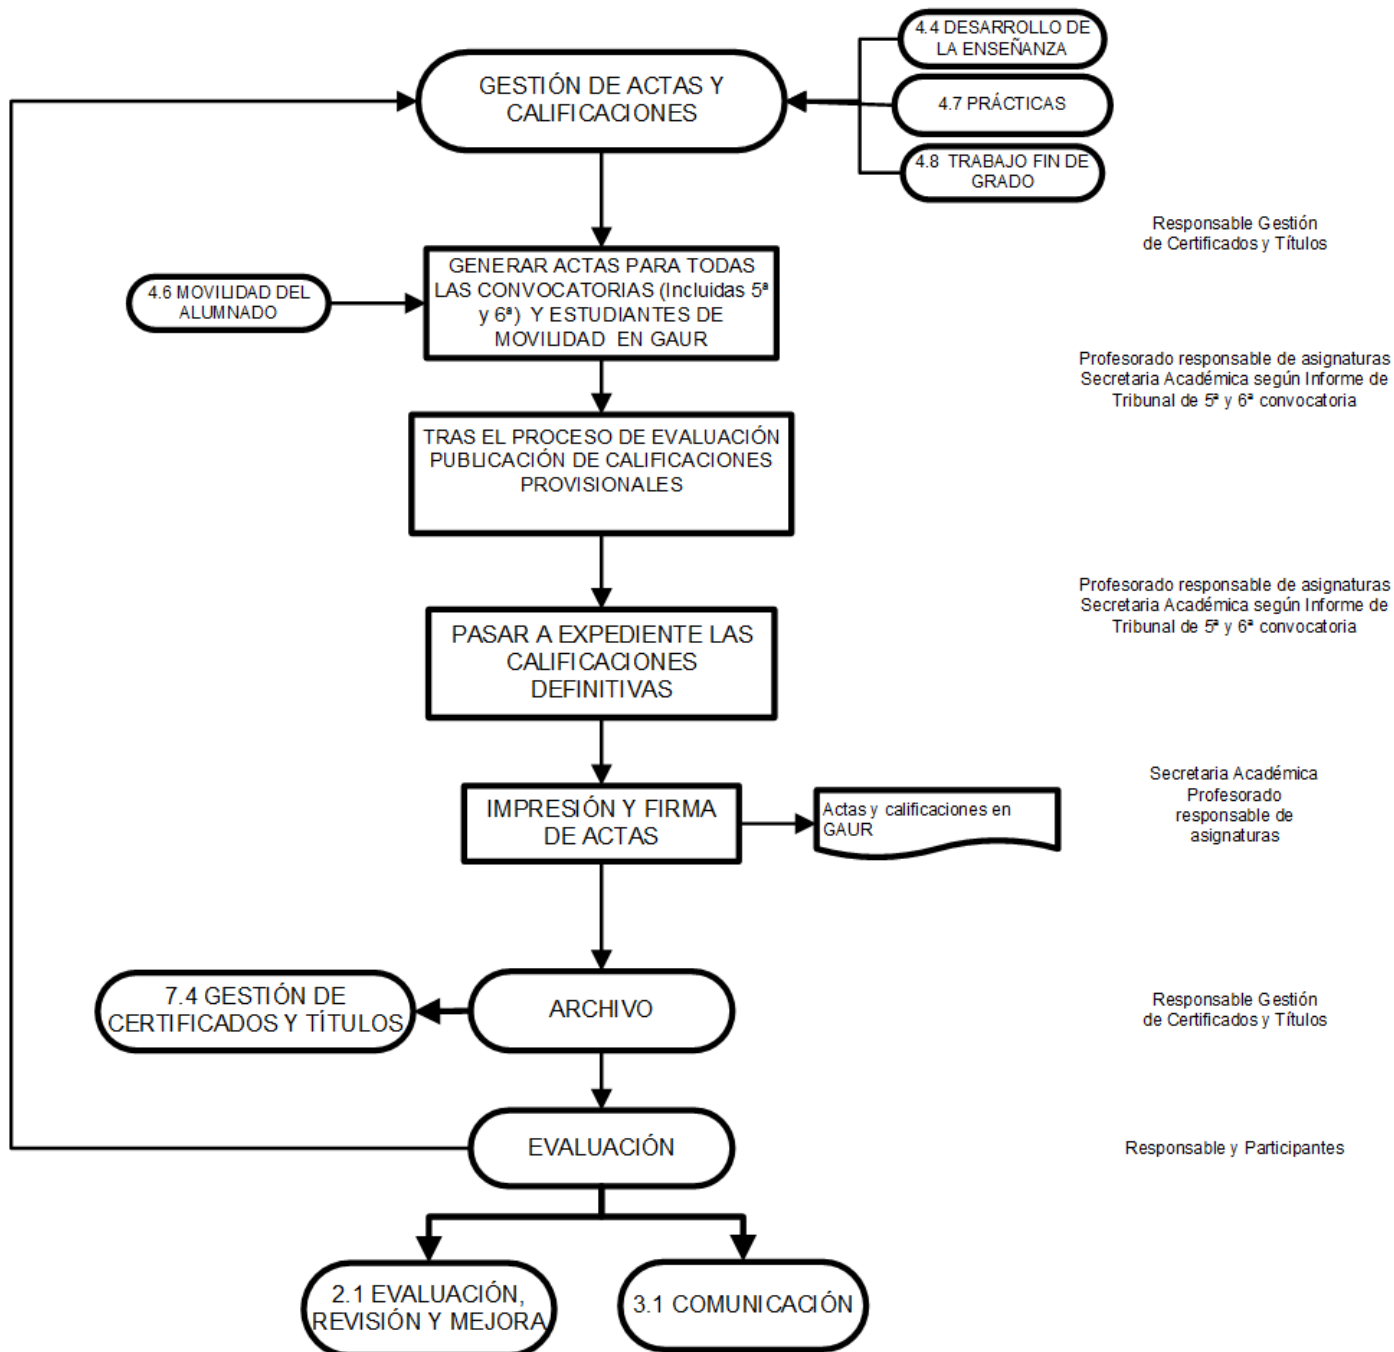 4.4 DESARROLLO DE
LA ENSEÑANZA
GESTIÓN DE ACTAS Y
CALIFICACIONES
4.7 PRÁCTICAS
4.8 TRABAJO FIN DE
GRADO
Responsable Gestión
de Certificados y Títulos
GENERAR ACTAS PARA TODAS
LAS CONVOCATORIAS (Incluidas 5ª
y 6ª) Y ESTUDIANTES DE
MOVILIDAD EN GAUR
4.6 MOVILIDAD DEL
ALUMNADO
Profesorado responsable de asignaturas
Secretaria Académica según Informe de
Tribunal de 5ª y 6ª convocatoria
TRAS EL PROCESO DE EVALUACIÓN
PUBLICACIÓN DE CALIFICACIONES
PROVISIONALES
Profesorado responsable de asignaturas
Secretaria Académica según Informe de
Tribunal de 5ª y 6ª convocatoria
PASAR A EXPEDIENTE LAS
CALIFICACIONES
DEFINITIVAS
Secretaria Académica
Profesorado
responsable de
asignaturas
IMPRESIÓN Y FIRMA
DE ACTAS
Actas y calificaciones en
GAUR
7.4 GESTIÓN DE
CERTIFICADOS Y TÍTULOS
ARCHIVO
Responsable Gestión
de Certificados y Títulos
EVALUACIÓN
Responsable y Participantes
2.1 EVALUACIÓN,
REVISIÓN Y MEJORA
3.1 COMUNICACIÓN